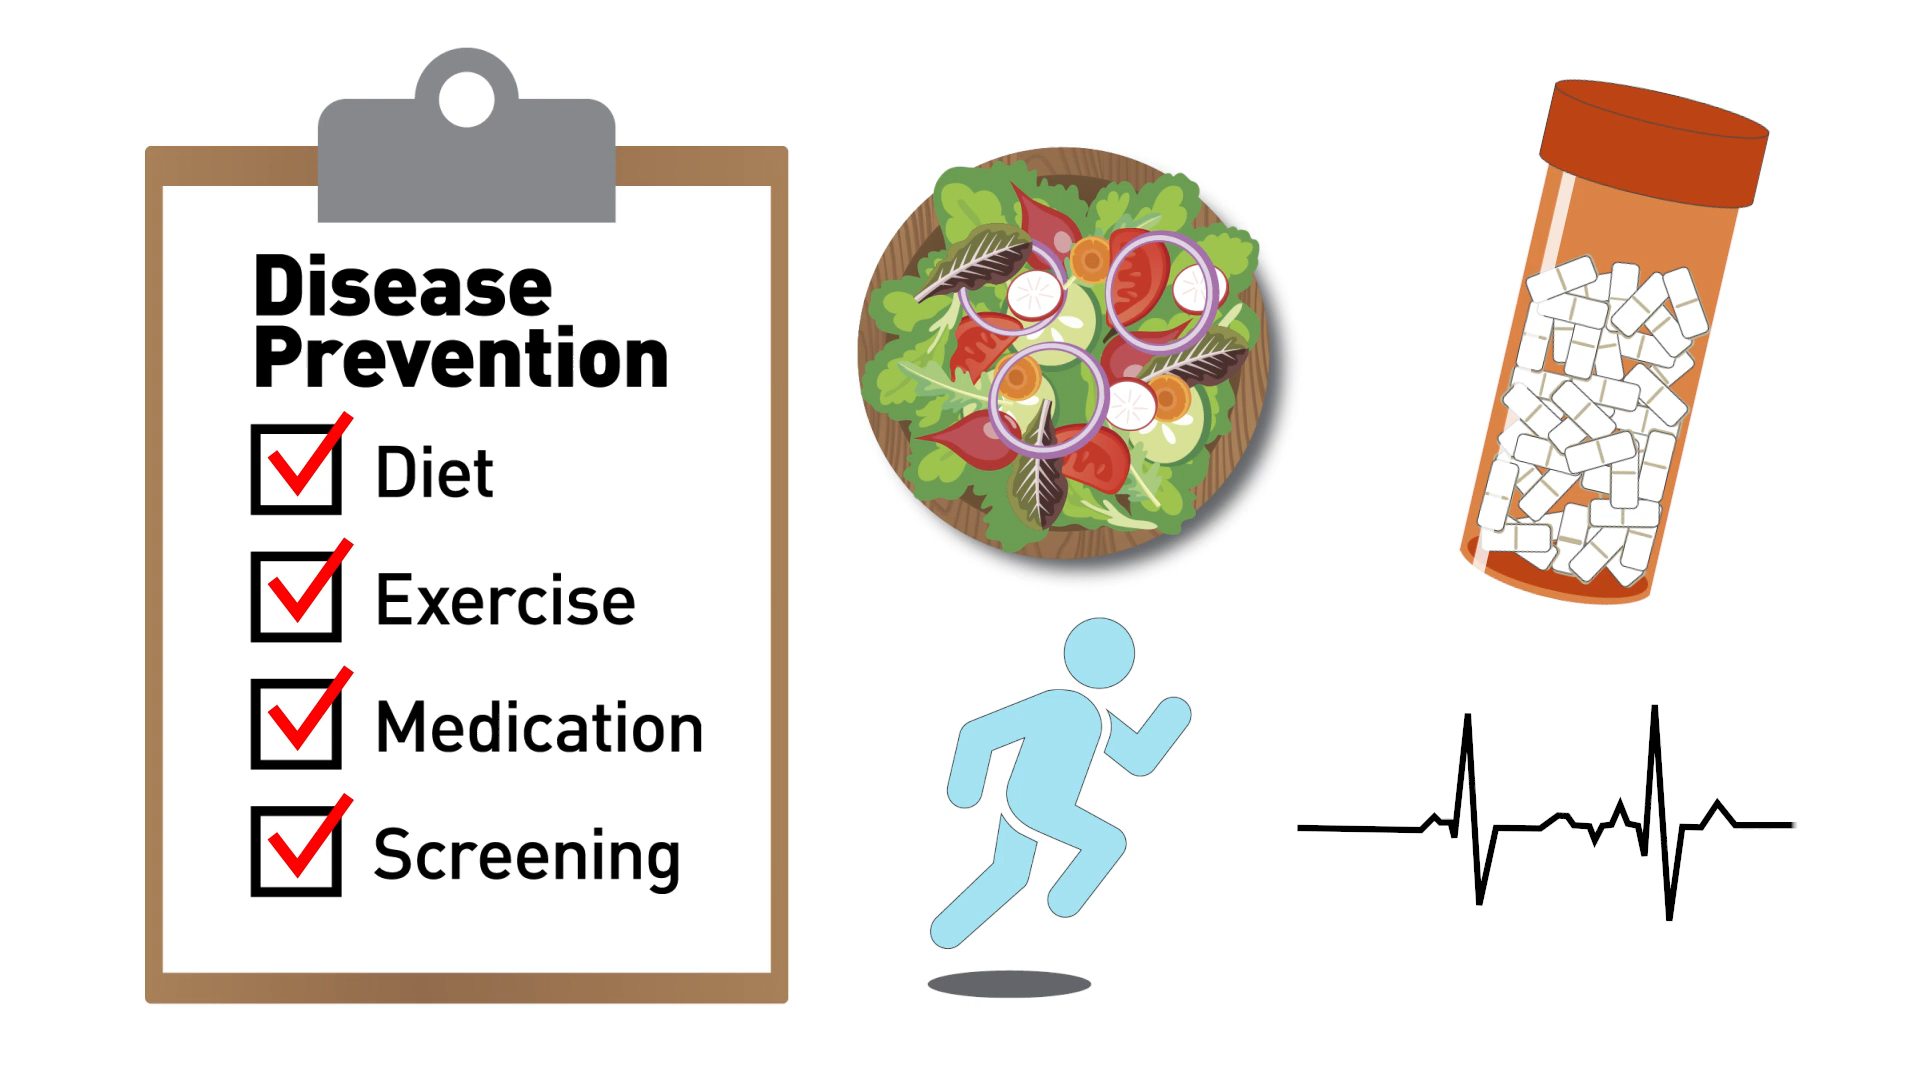 Disease
Prevention
Diet
Exercise
Medication
Screening